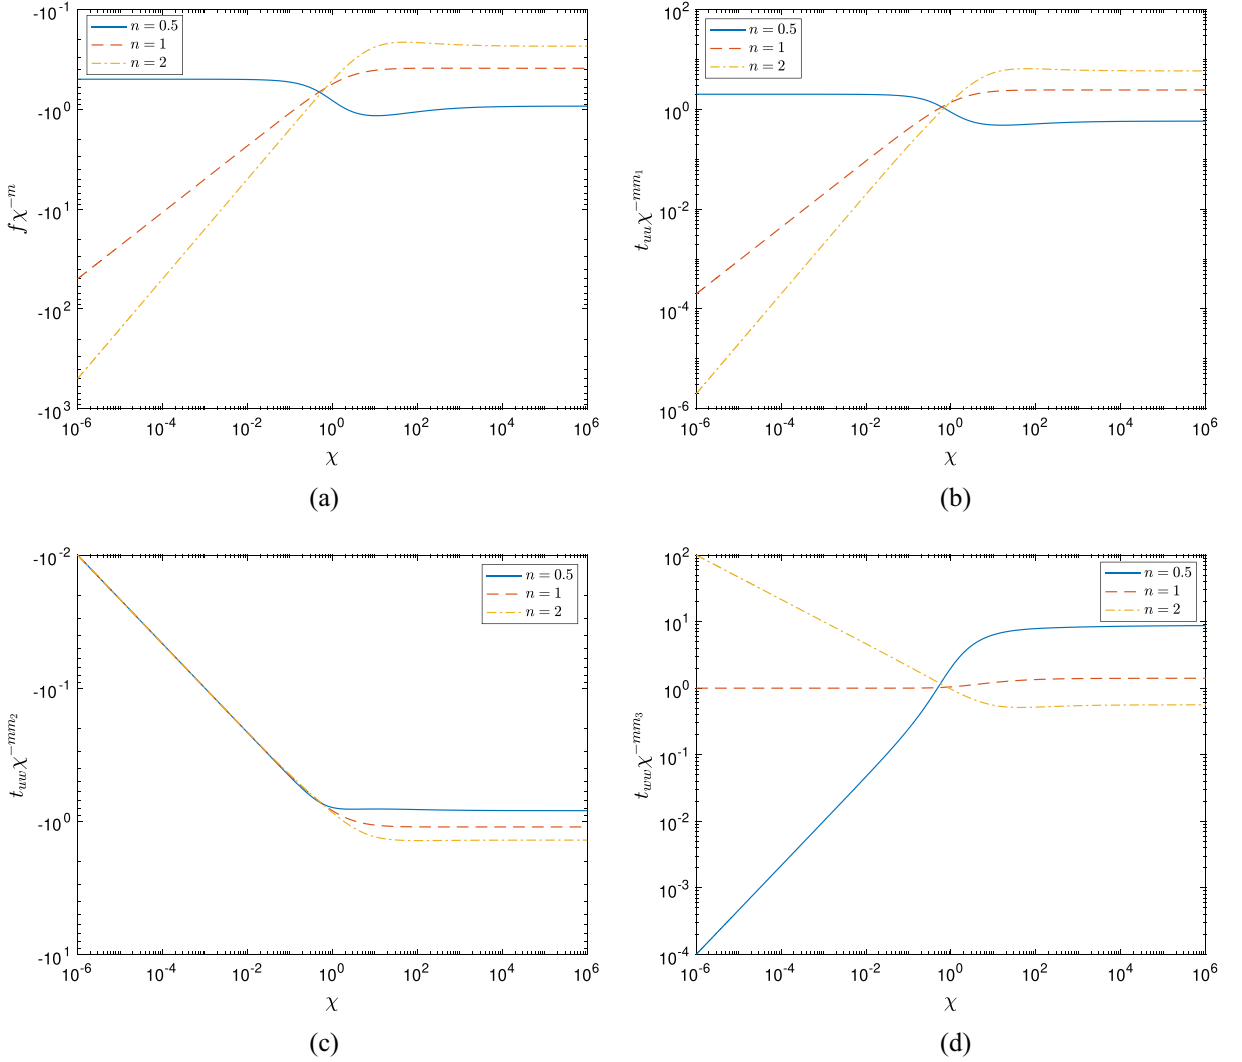 -10^{-1}
n = 0.5
n = 1
n = 2
-10^{0}
-10^{1}
-10^{2}
-10^{3}
fχ^{-m}
10^{-6} 10^{-4} 10^{-2} 10^{0} 10^{2} 10^{4} 10^{6}
χ
(a)
10^{2}
n = 0.5
n = 1
n = 2
10^{0}
10^{-2}
10^{-4}
10^{-6}
t_{uu}χ^{-mm_1}
10^{-6} 10^{-4} 10^{-2} 10^{0} 10^{2} 10^{4} 10^{6}
χ
(b)
-10^{-2}
n = 0.5
n = 1
n = 2
-10^{-1}
-10^{0}
-10^{1}
t_{uw}χ^{-mm_2}
10^{-6} 10^{-4} 10^{-2} 10^{0} 10^{2} 10^{4} 10^{6}
χ
(c)
10^{2}
n = 0.5
n = 1
n = 2
10^{1}
10^{0}
10^{-1}
10^{-2}
10^{-3}
10^{-4}
t_{ww}χ^{-mm_3}
10^{-6} 10^{-4} 10^{-2} 10^{0} 10^{2} 10^{4} 10^{6}
χ
(d)